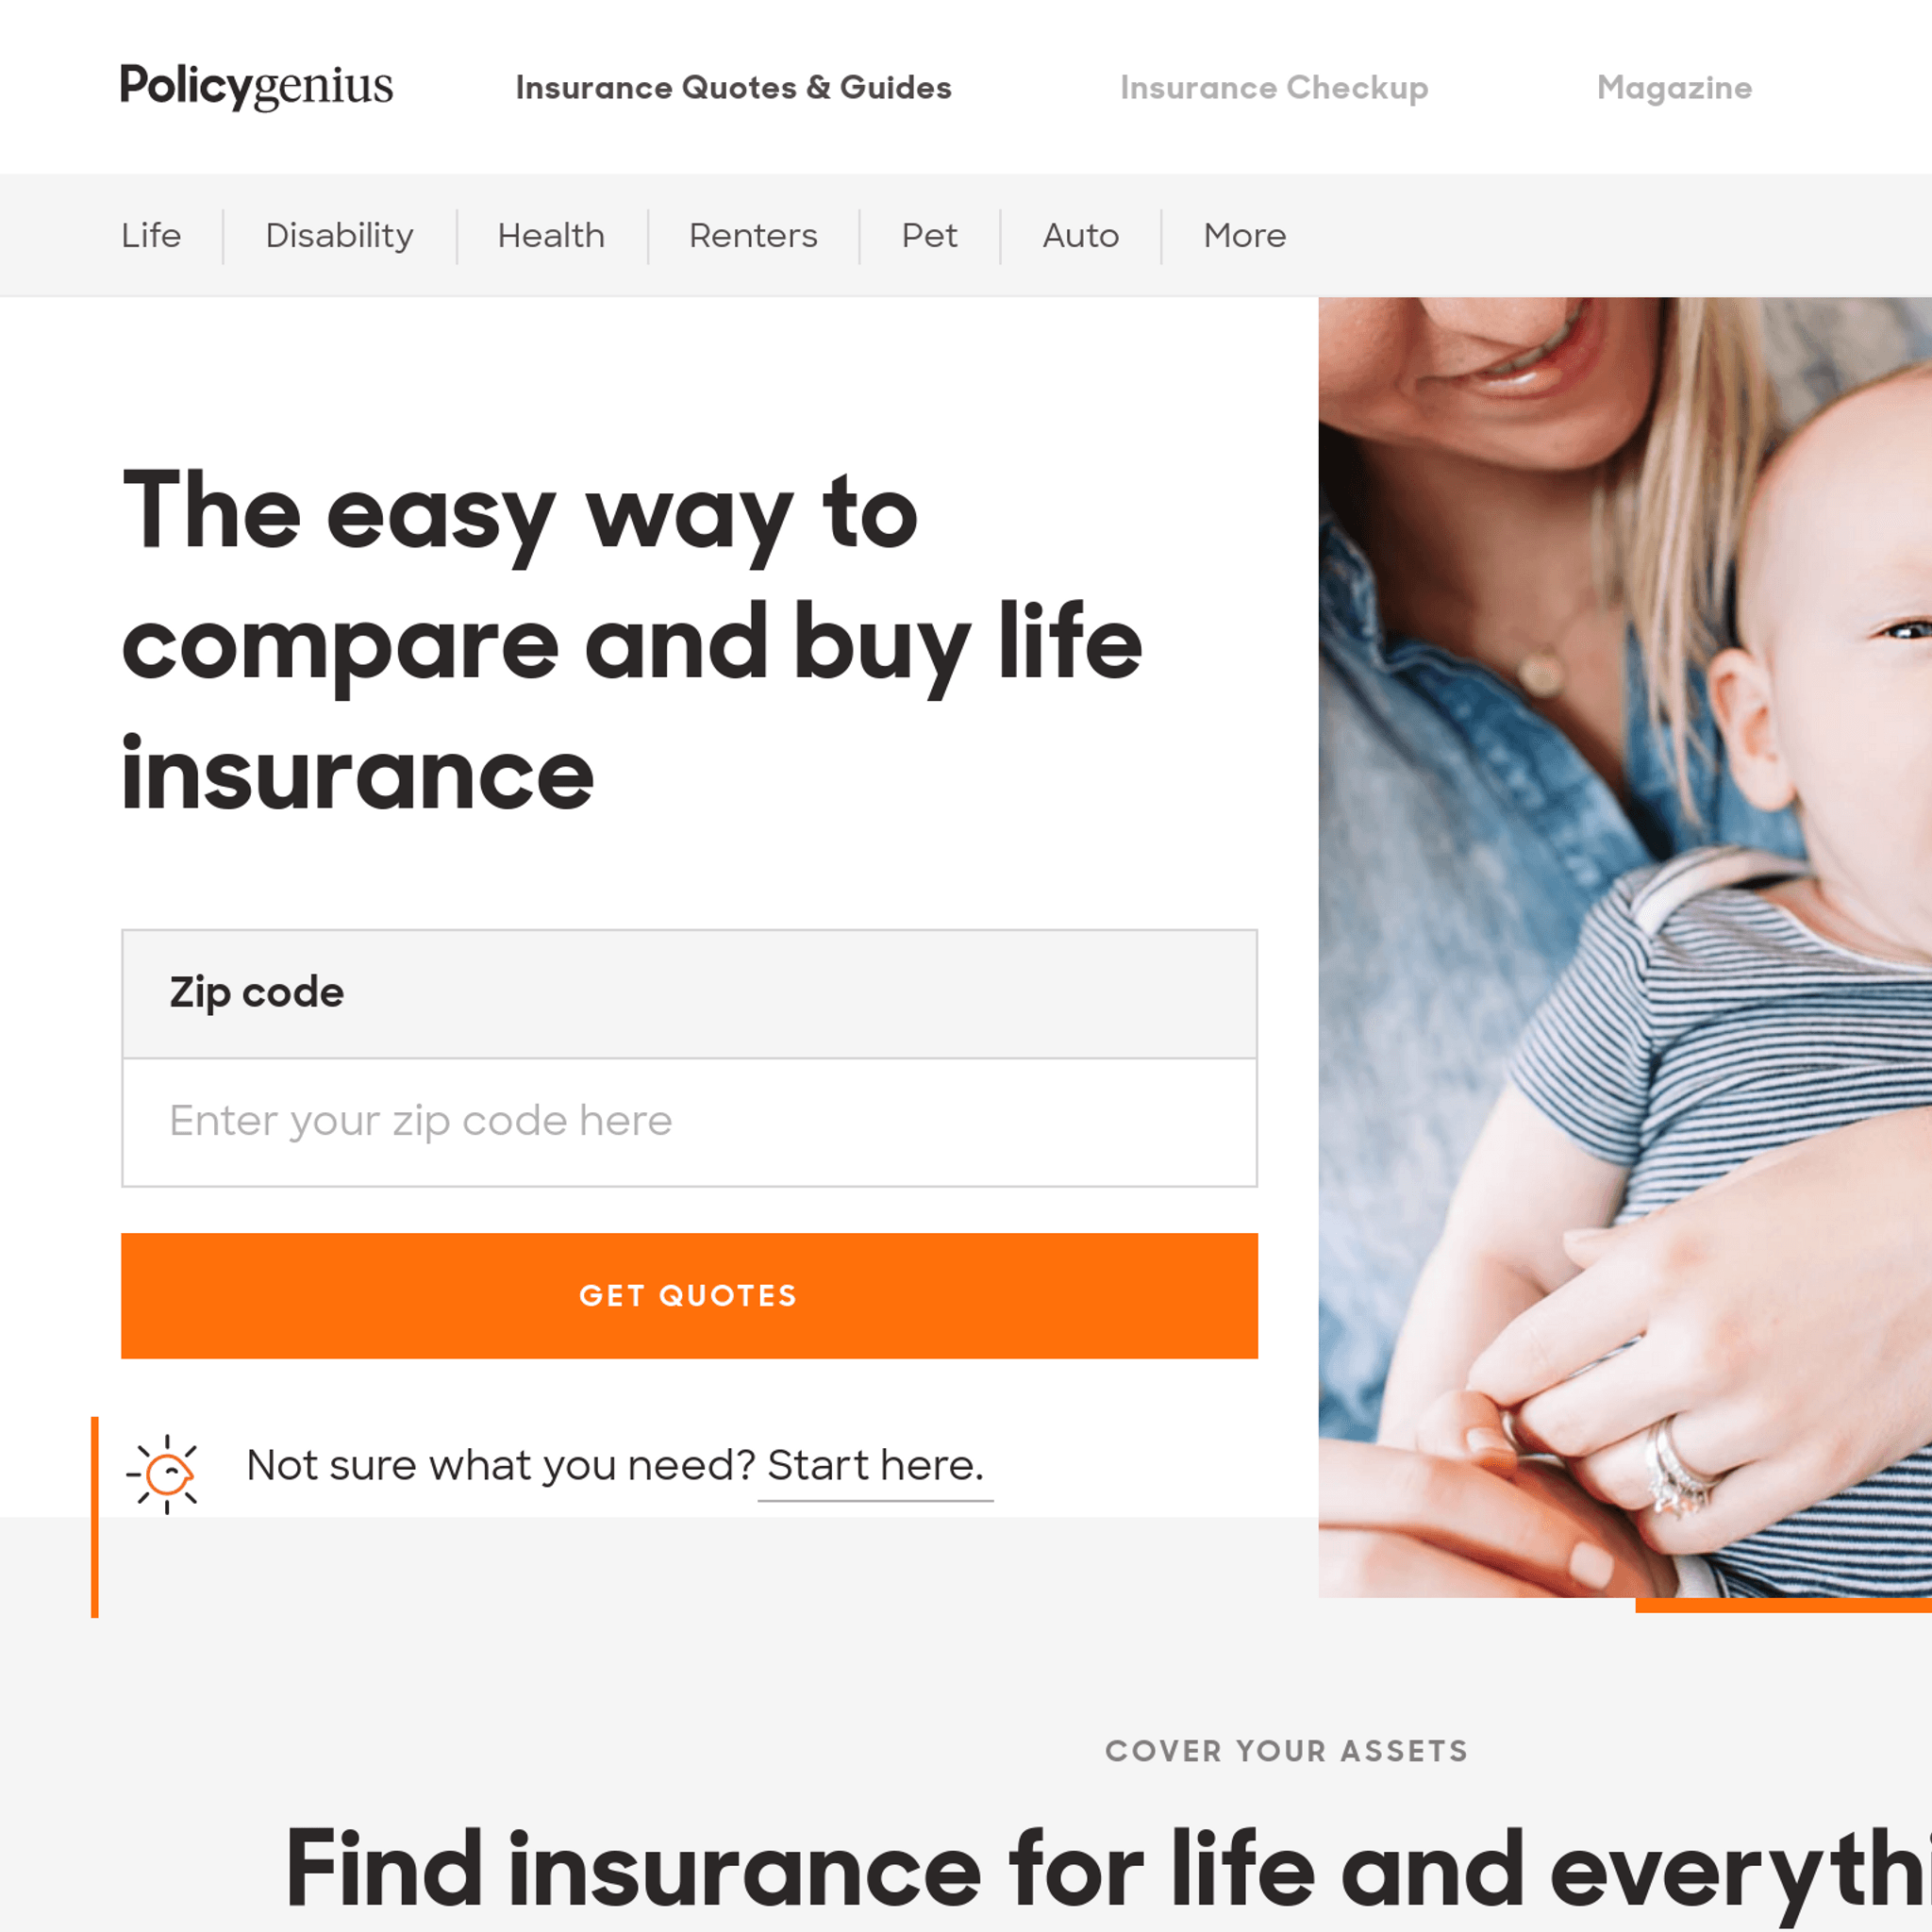 Policygenius Insurance Quotes & Guides Insurance Checkup Magazine
Life Disability Health Renters Pet Auto More
The easy way to
compare and buy life
insurance
Zip code
Enter your zip code here
GET QUOTES
Not sure what you need? Start here.
COVER YOUR ASSETS
Find insurance for life and everythi